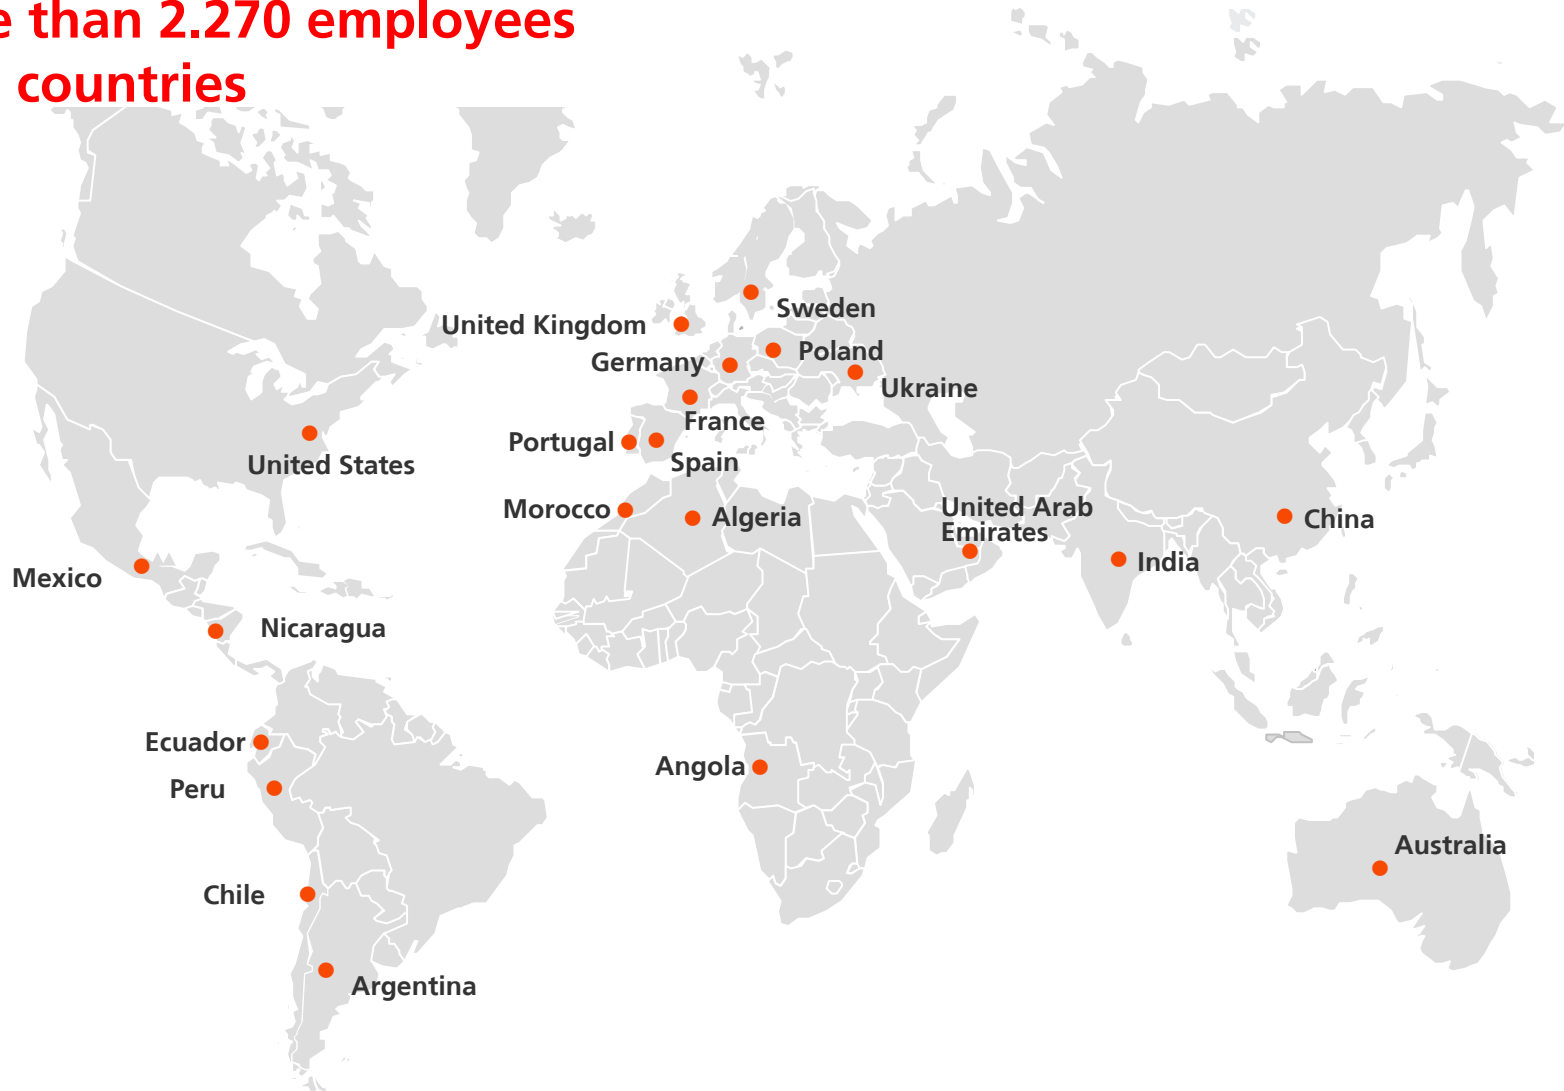 than 2.270 employees
countries
Sweden
United Kingdom
Germany
Poland
Ukraine
France
Portugal
Spain
United States
Morocco
Algeria
United Arab
Emirates
China
India
Mexico
Nicaragua
Ecuador
Angola
Peru
Australia
Chile
Argentina